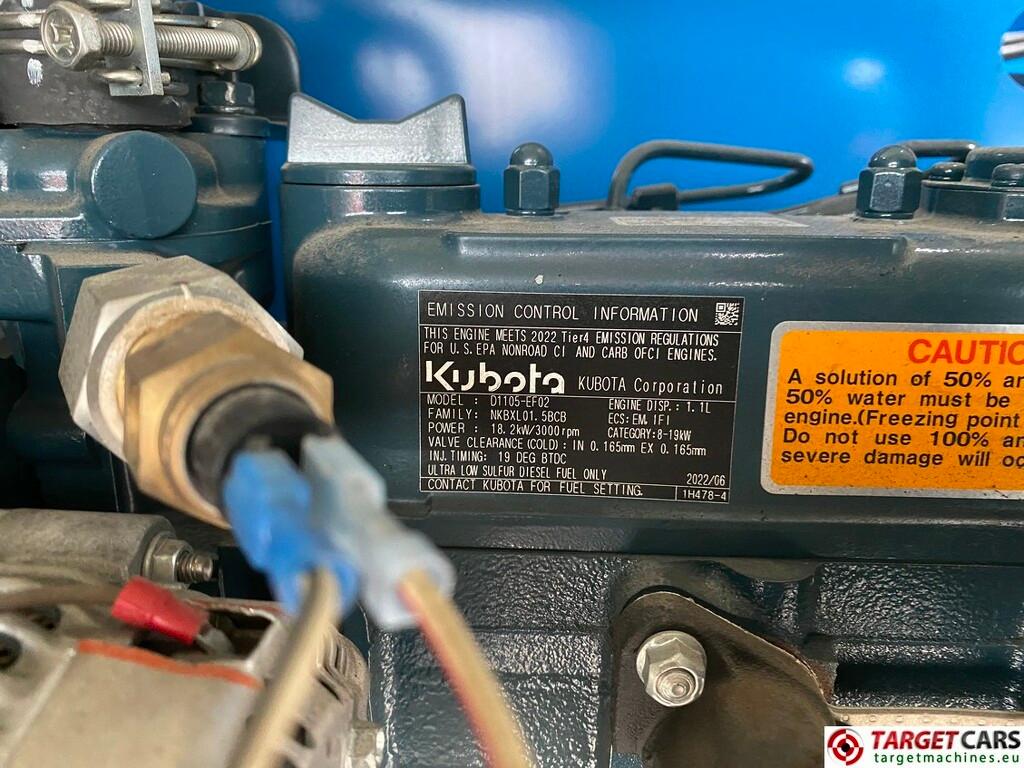 EMISSION CONTROL INFORMATION
THIS ENGINE MEETS 2022 Tier4 EMISSION REGULATIONS
FOR U.S.EPA NONROAD CI AND CARB OFCI ENGINES.
Kubota KUBOTA Corporation
MODEL : D1105-EF02 ENGINE DISP.: 1.1L
FAMILY: NKBXL01.5BCB ECS:EM,IFI
POWER : 18.2kW/3000rpm CATEGORY:8-19kW
VALVE CLEARANCE(COLD): IN 0.165mm EX 0.165mm
INJ.TIMING: 19 DEG BTDC
ULTRA LOW SULFUR DIESEL FUEL ONLY 2022/06
CONTACT KUBOTA FOR FUEL SETTING. 1H478-4
CAUTIO
A solution of 50% an
50% water must be
engine.(Freezing point
Do not use 100% an
severe damage will oc
TARGETCARS
targetmachines.eu